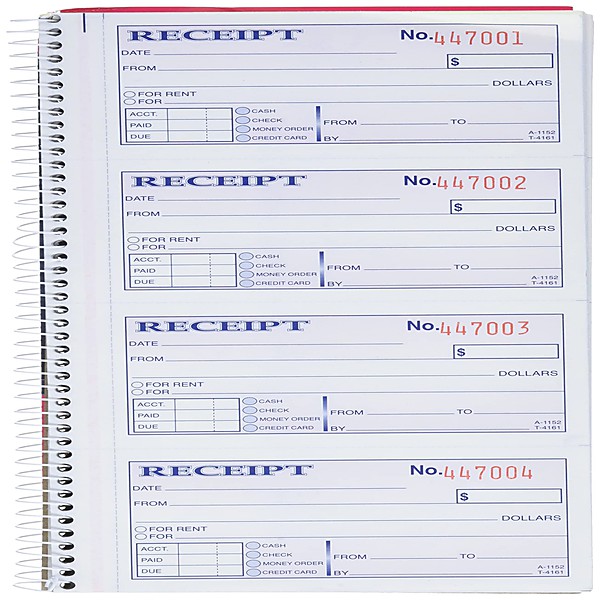 RECEIPT No. 447001
DATE
FROM $
DOLLARS
FOR RENT
FOR
ACCT. CASH
PAID CHECK FROM TO
DUE MONEY ORDER
CREDIT CARD BY A-1152
T-4161
RECEIPT No. 447002
DATE
FROM $
DOLLARS
FOR RENT
FOR
ACCT. CASH
PAID CHECK FROM TO
DUE MONEY ORDER
CREDIT CARD BY A-1152
T-4161
RECEIPT No. 447003
DATE
FROM $
DOLLARS
FOR RENT
FOR
ACCT. CASH
PAID CHECK FROM TO
DUE MONEY ORDER
CREDIT CARD BY A-1152
T-4161
RECEIPT No. 447004
DATE
FROM $
DOLLARS
FOR RENT
FOR
ACCT. CASH
PAID CHECK FROM TO
DUE MONEY ORDER
CREDIT CARD BY A-1152
T-4161